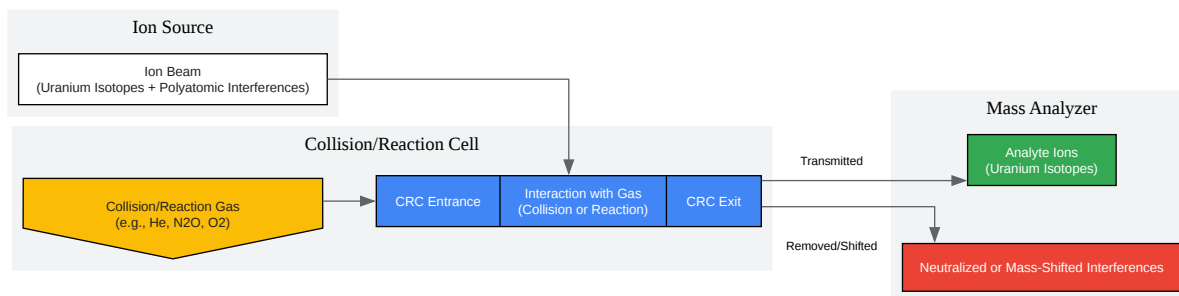 Ion Source
Ion Beam
(Uranium Isotopes + Polyatomic Interferences)
Collision/Reaction Cell
Collision/Reaction Gas
(e.g., He, N2O, O2)
CRC Entrance
Interaction with Gas
(Collision or Reaction)
CRC Exit
Transmitted
Removed/Shifted
Mass Analyzer
Analyte Ions
(Uranium Isotopes)
Neutralized or Mass-Shifted Interferences